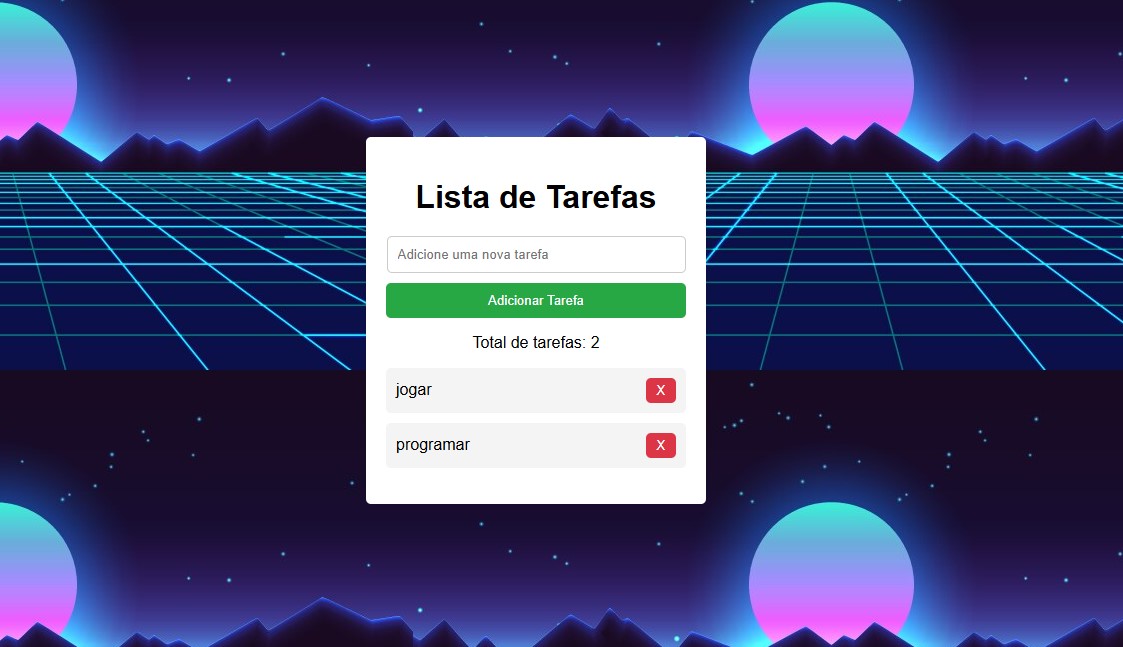 Lista de Tarefas
Adicione uma nova tarefa
Adicionar Tarefa
Total de tarefas: 2
jogar X
programar X